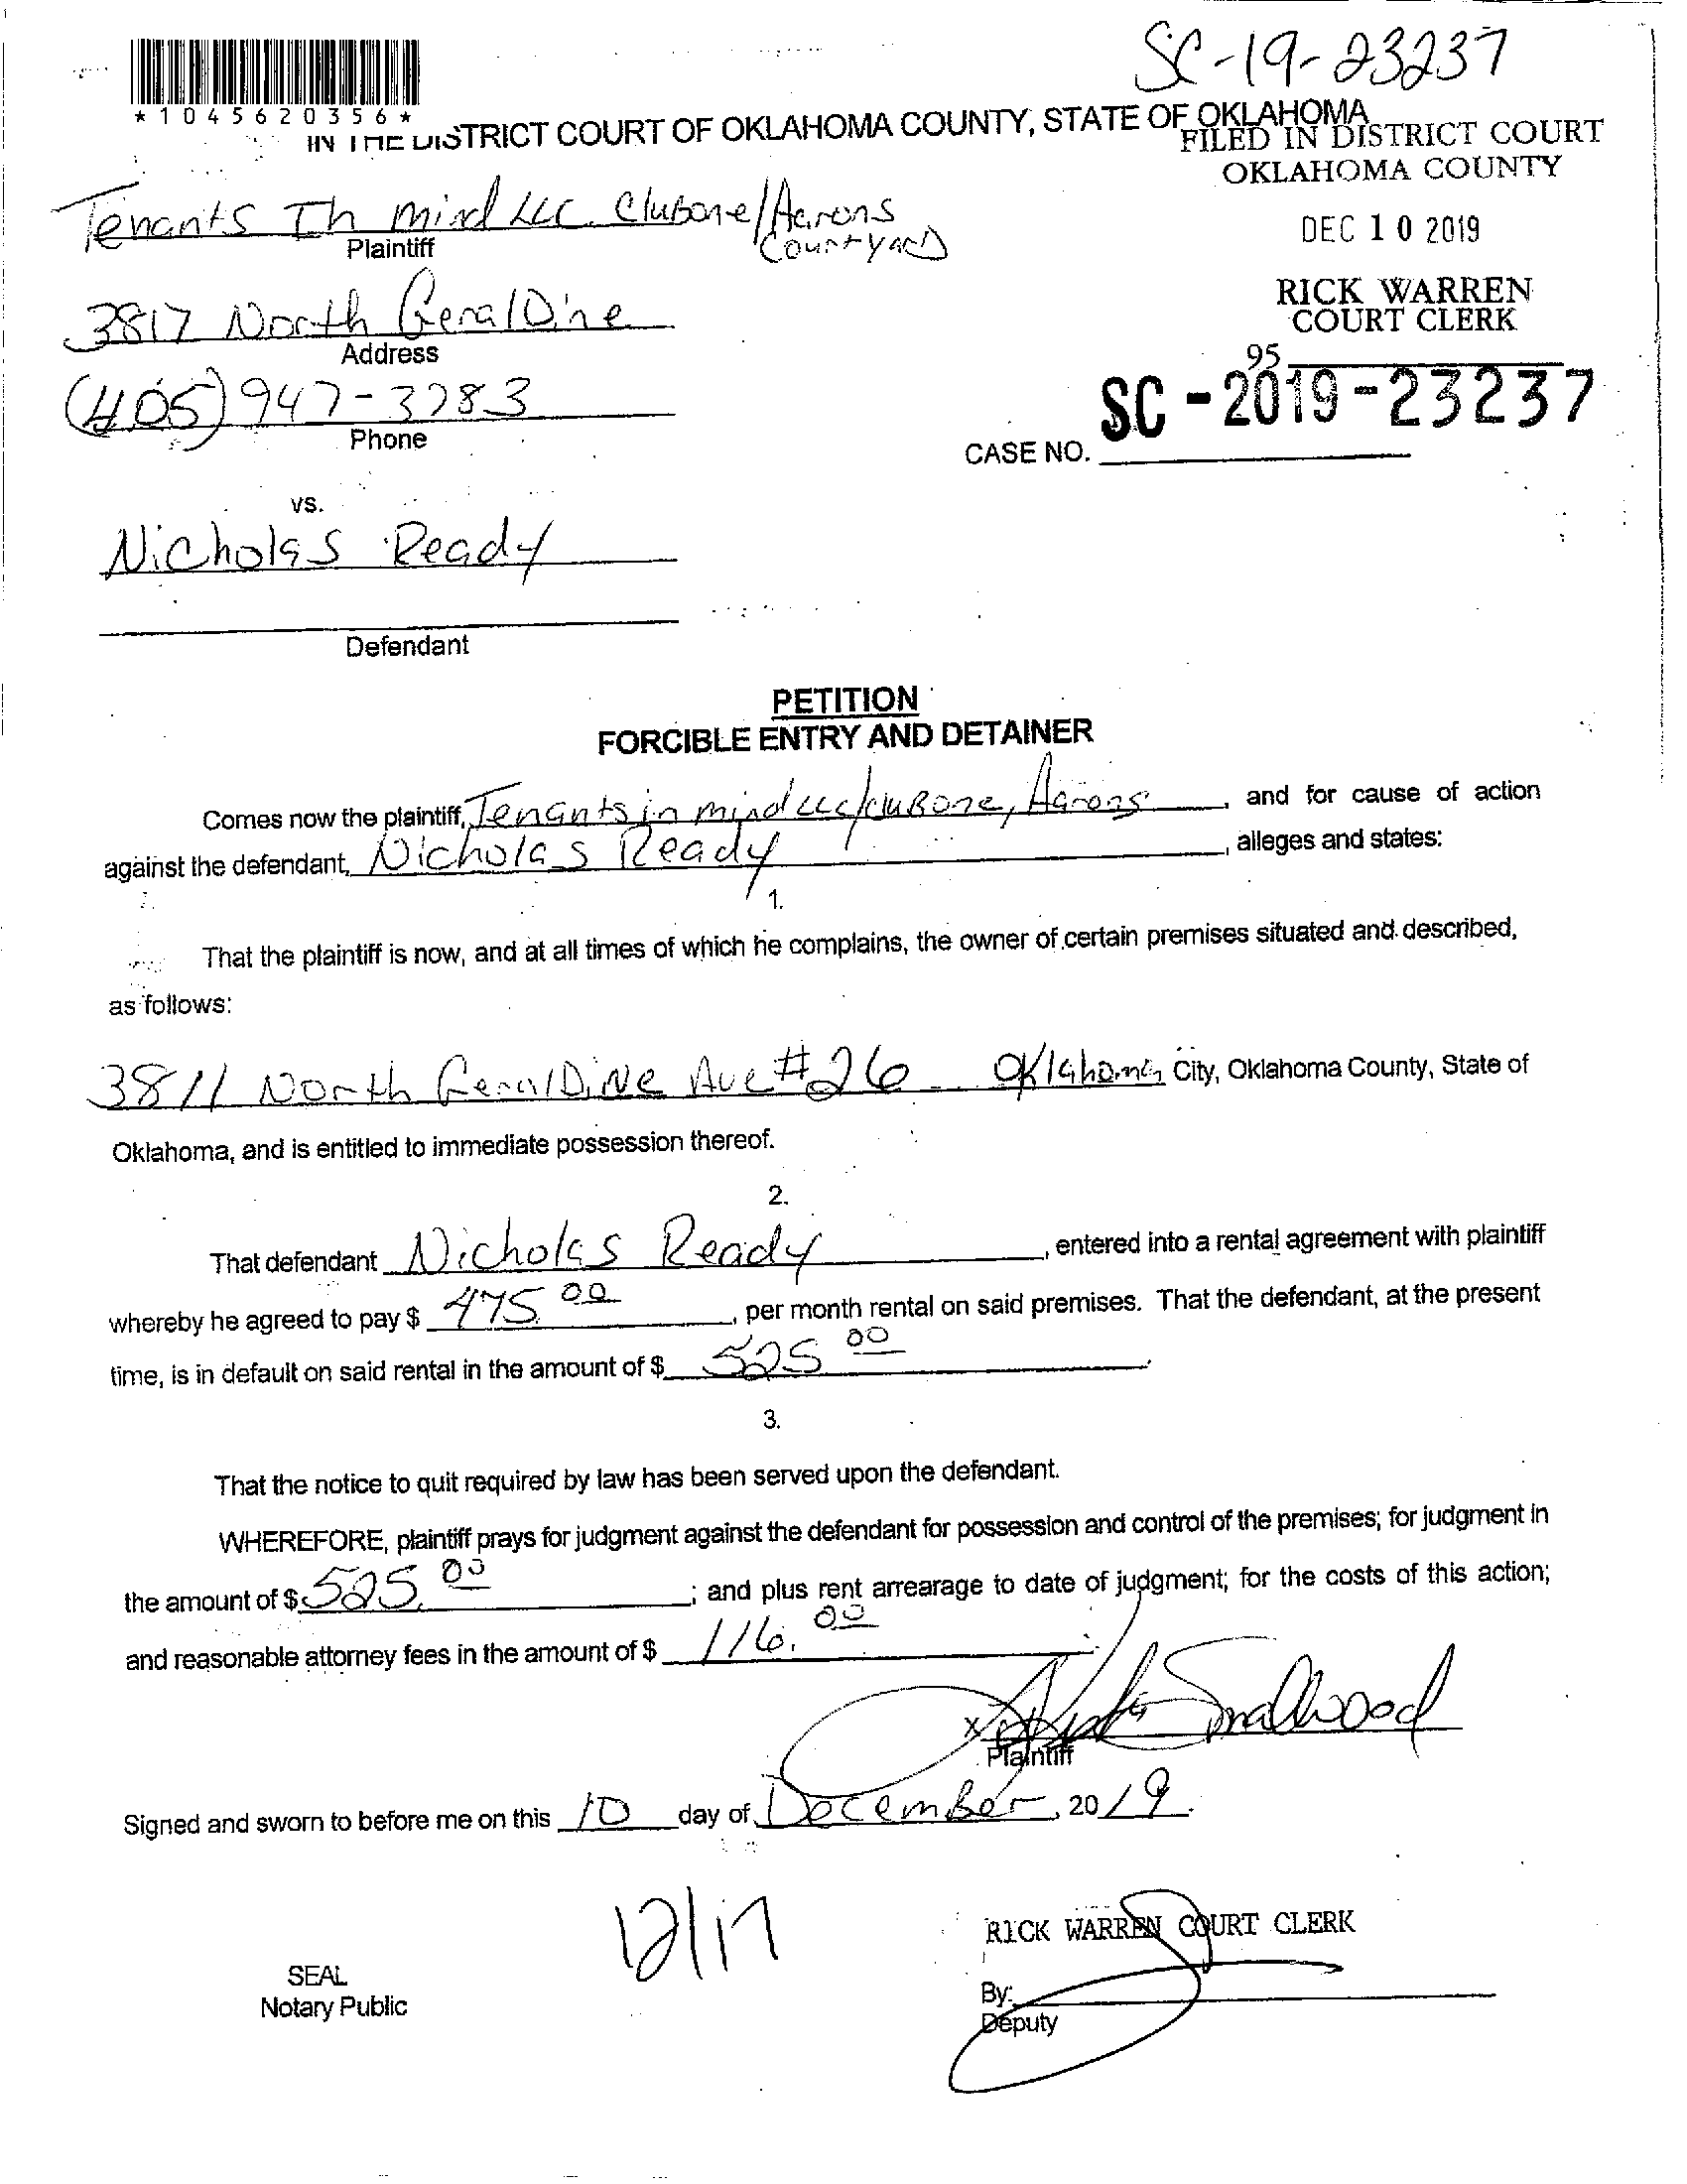 SC-19-23237
*1045620356*
IN THE DISTRICT COURT OF OKLAHOMA COUNTY, STATE OF OKLAHOMA
FILED IN DISTRICT COURT
OKLAHOMA COUNTY
Tenants In mind LLC. Clubone/Aarons
Courtyard
Plaintiff
DEC 10 2019
3817 North GeralDine
Address
RICK WARREN
COURT CLERK
95
(405) 947-3783
Phone
SC-2019-23237
CASE NO.
vs.
Nicholas Ready
Defendant
PETITION
FORCIBLE ENTRY AND DETAINER
Comes now the plaintiff, Tenants in mind LLC/cluBone, Aarons, and for cause of action
against the defendant, Nicholas Ready, alleges and states:
1.
That the plaintiff is now, and at all times of which he complains, the owner of certain premises situated and described,
as follows:
3811 North GeralDiNe Ave #26 Oklahoma City, Oklahoma County, State of
Oklahoma, and is entitled to immediate possession thereof.
2.
That defendant Nicholas Ready, entered into a rental agreement with plaintiff
whereby he agreed to pay $ 475.00, per month rental on said premises. That the defendant, at the present
time, is in default on said rental in the amount of $ 525 00.
3.
That the notice to quit required by law has been served upon the defendant.
WHEREFORE, plaintiff prays for judgment against the defendant for possession and control of the premises; for judgment in
the amount of $ 525.00; and plus rent arrearage to date of judgment; for the costs of this action;
and reasonable attorney fees in the amount of $ 116.00.
X Smallwood
Plaintiff
Signed and sworn to before me on this 10 day of December, 2019.
12/17
RICK WARREN COURT CLERK
SEAL
Notary Public
By:
Deputy